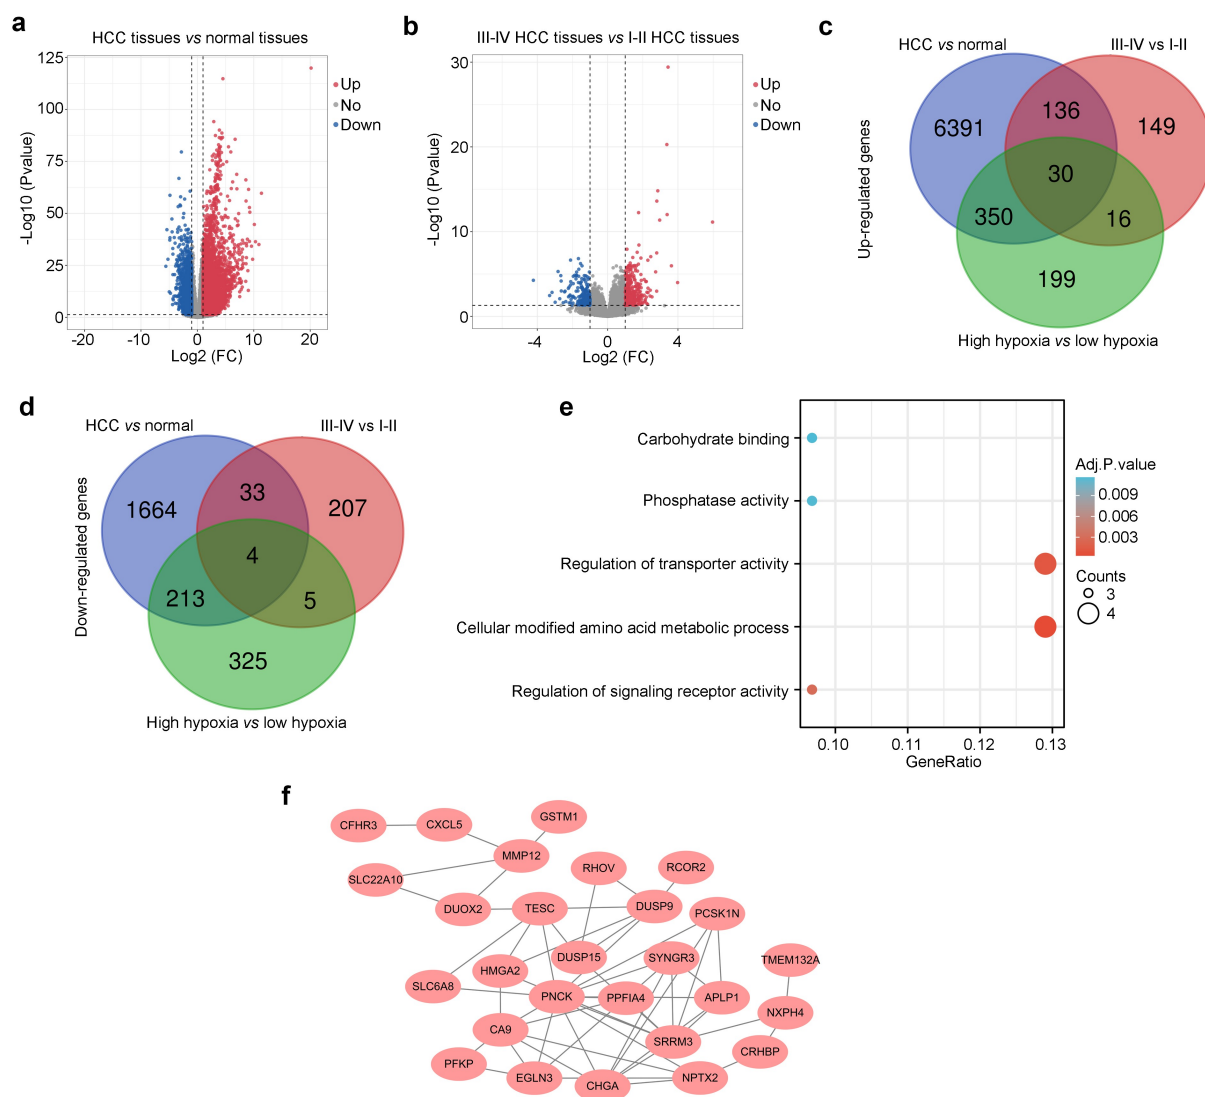 a
HCC tissues vs normal tissues
125
100
75
50
25
0
-Log10 (Pvalue)
-20
-10
0
10
20
Log2 (FC)
Up
No
Down
b
III-IV HCC tissues vs I-II HCC tissues
30
20
10
0
-Log10 (Pvalue)
-4
0
4
Log2 (FC)
Up
No
Down
c
HCC vs normal
III-IV vs I-II
Up-regulated genes
6391
136
149
30
350
16
199
High hypoxia vs low hypoxia
d
HCC vs normal
III-IV vs I-II
Down-regulated genes
1664
33
207
4
213
5
325
High hypoxia vs low hypoxia
e
Carbohydrate binding
Phosphatase activity
Regulation of transporter activity
Cellular modified amino acid metabolic process
Regulation of signaling receptor activity
0.10
0.11
0.12
0.13
GeneRatio
Adj.P.value
0.009
0.006
0.003
Counts
3
4
f
CFHR3
CXCL5
GSTM1
MMP12
SLC22A10
RHOV
RCOR2
DUOX2
TESC
DUSP9
PCSK1N
DUSP15
SYNGR3
TMEM132A
HMGA2
SLC6A8
PNCK
PPFIA4
APLP1
NXPH4
CA9
SRRM3
CRHBP
PFKP
EGLN3
CHGA
NPTX2